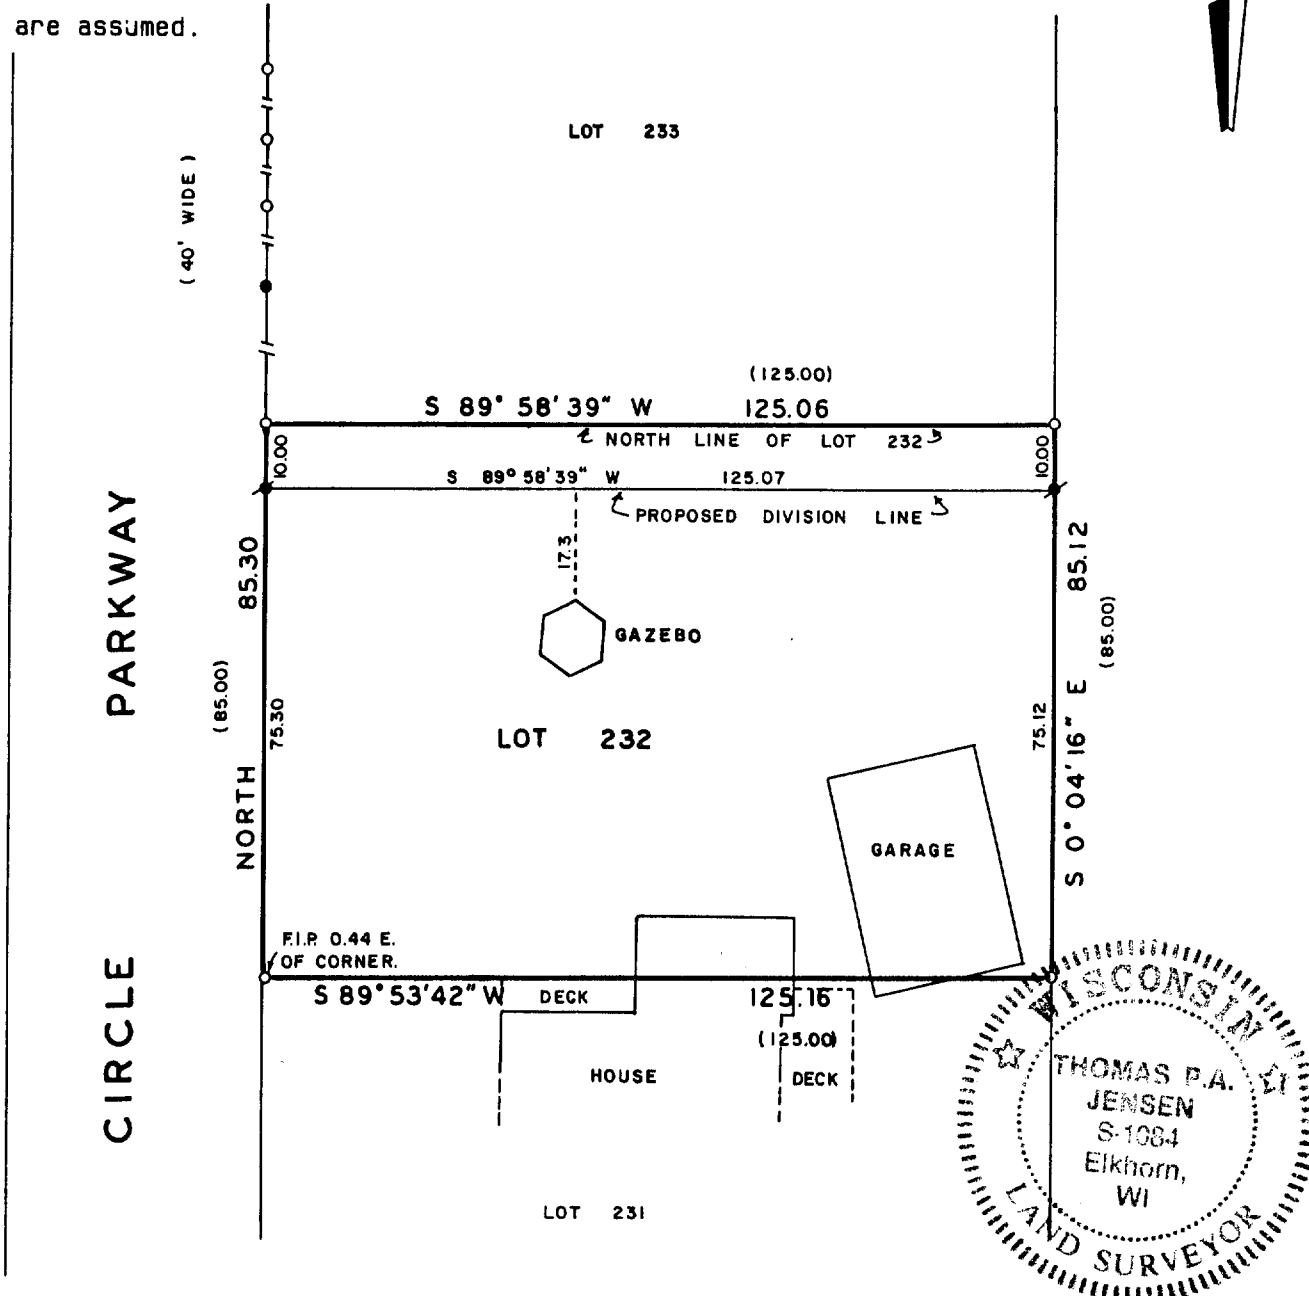 are assumed.
LOT 233
( 40' WIDE )
(125.00)
S 89° 58' 39" W 125.06
NORTH LINE OF LOT 232
10.00
10.00
S 89° 58' 39" W 125.07
PROPOSED DIVISION LINE
17.3
GAZEBO
PARKWAY
85.30
85.12
(85.00)
(85.00)
75.30
75.12
LOT 232
NORTH
S 0° 04' 16" E
GARAGE
F.I.P. 0.44 E.
OF CORNER.
S 89° 53' 42" W
DECK
125.16
(125.00)
HOUSE
DECK
CIRCLE
LOT 231
WISCONSIN
THOMAS P.A.
JENSEN
S-1084
Elkhorn,
WI
LAND SURVEYOR